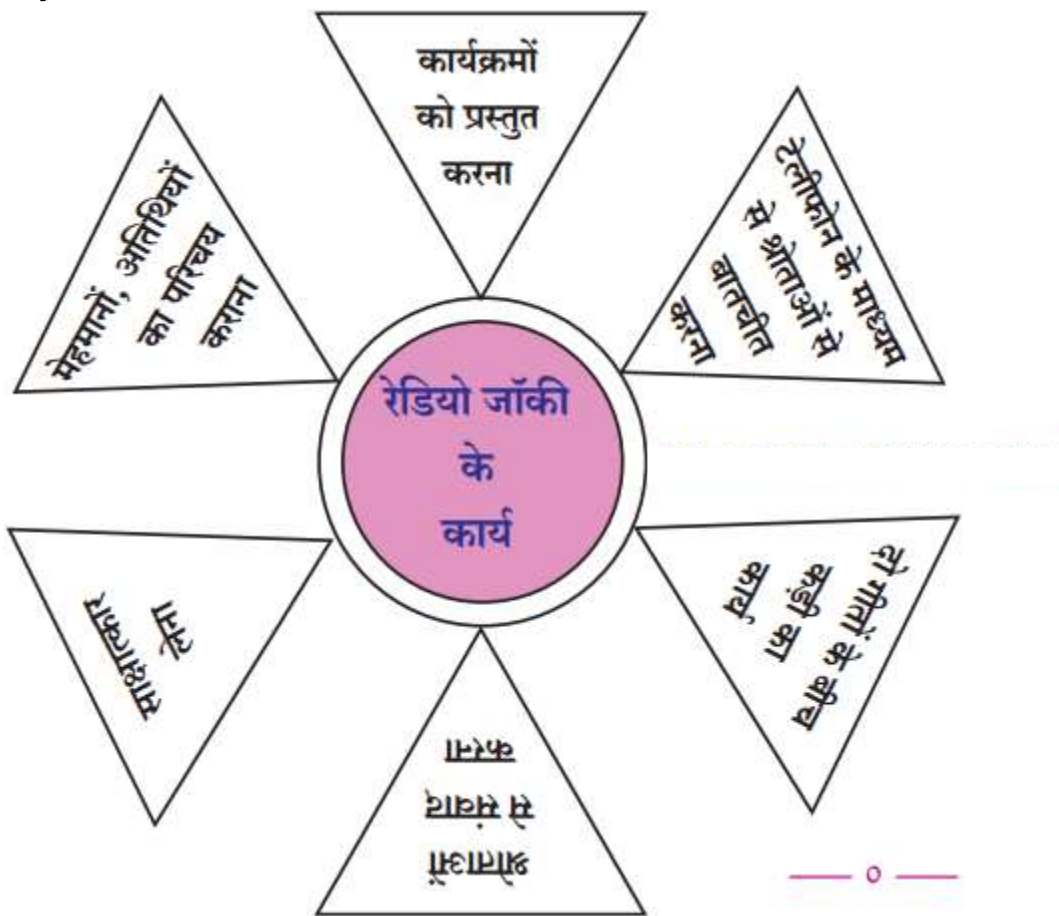 कार्यक्रमों
को प्रस्तुत
करना
टेलीफोन के माध्यम
से श्रोताओं से
बातचीत
करना
दो गीतों के बीच
कड़ी का
कार्य
श्रोताओं
से संवाद
करना
साक्षात्कार
लेना
मेहमानों, अतिथियों
का परिचय
कराना
रेडियो जॉकी
के
कार्य